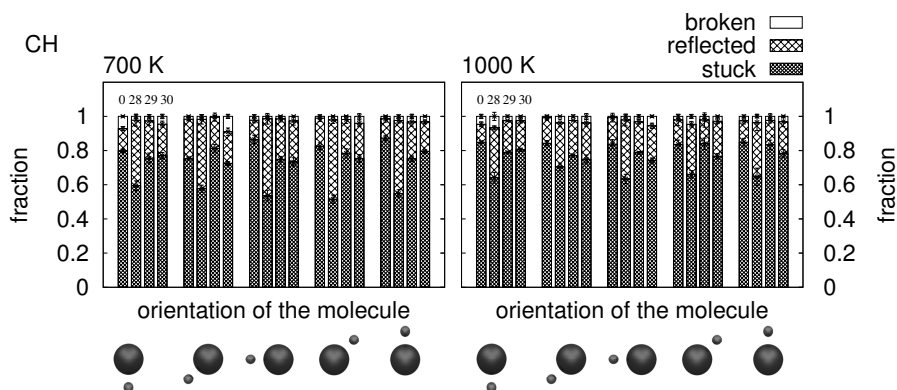 CH
broken
reflected
stuck
700 K
1000 K
0 28 29 30
0 28 29 30
1
0.8
0.6
0.4
0.2
0
fraction
1
0.8
0.6
0.4
0.2
0
fraction
orientation of the molecule
orientation of the molecule